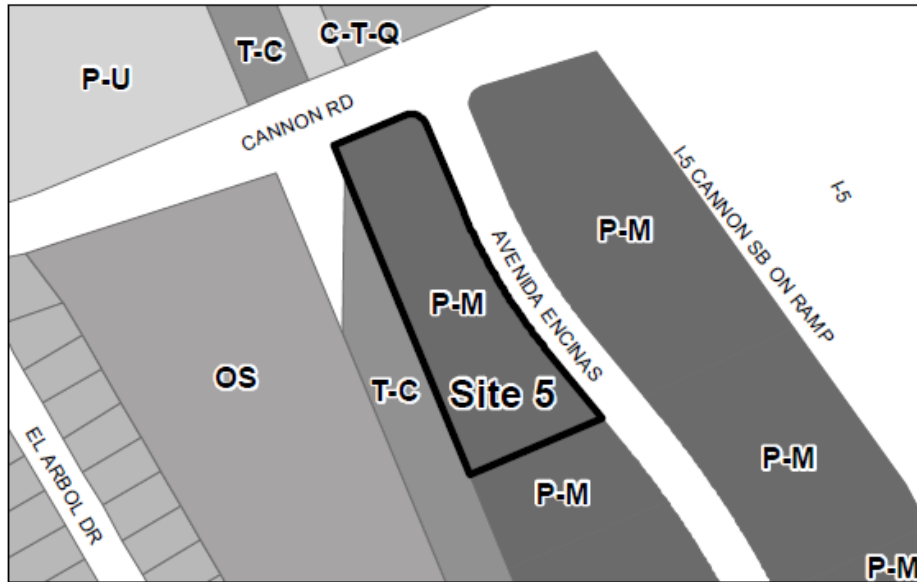 C-T-Q
T-C
P-U
CANNON RD
I-5 CANNON SB ON RAMP
I-5
P-M
AVENIDA ENCINAS
P-M
OS
T-C
Site 5
EL ARBOL DR
P-M
P-M
P-M